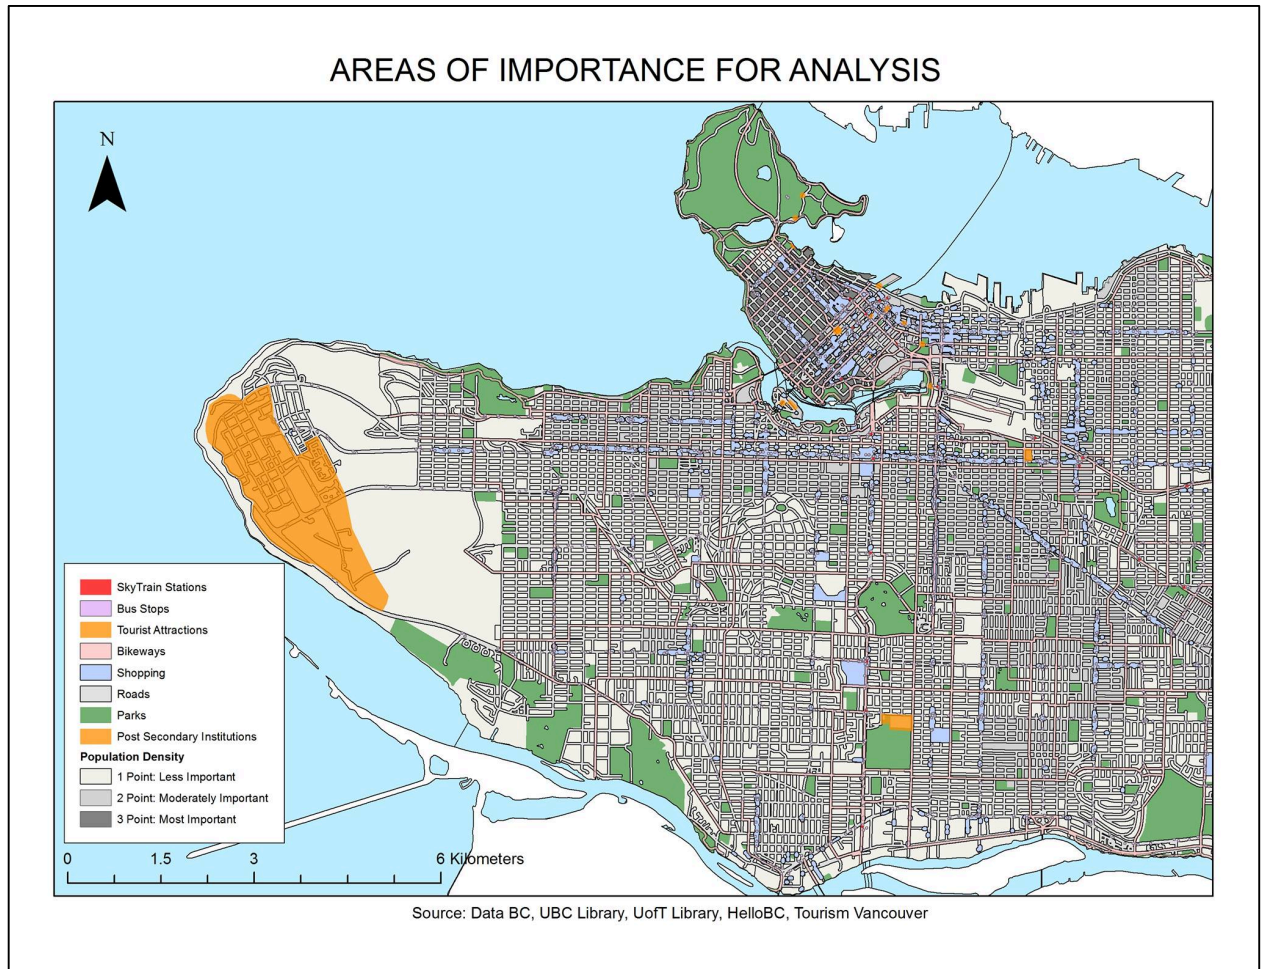 AREAS OF IMPORTANCE FOR ANALYSIS
N
SkyTrain Stations
Bus Stops
Tourist Attractions
Bikeways
Shopping
Roads
Parks
Post Secondary Institutions
Population Density
1 Point: Less Important
2 Point: Moderately Important
3 Point: Most Important
0 1.5 3 6 Kilometers
Source: Data BC, UBC Library, UofT Library, HelloBC, Tourism Vancouver